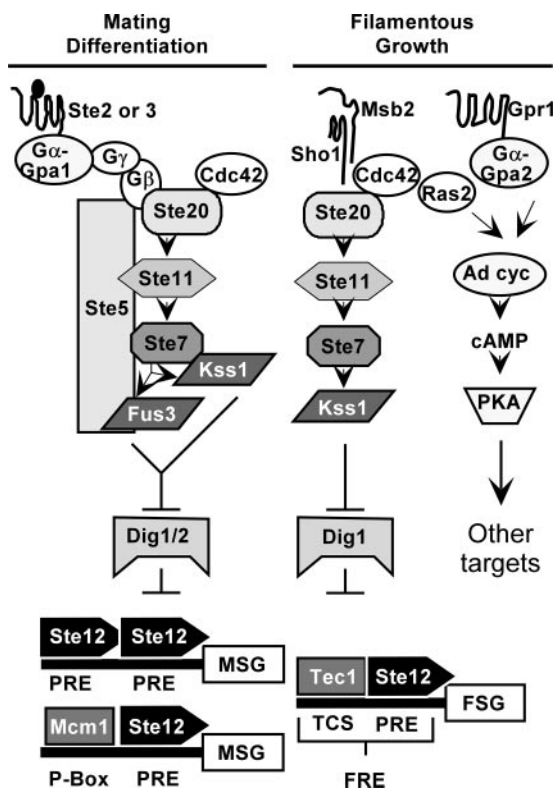 Mating
Differentiation
Ste2 or 3
Gα-
Gpa1
Gγ
Gβ
Cdc42
Ste20
Ste5
Ste11
Ste7
Kss1
Fus3
Dig1/2
Ste12 Ste12
MSG
PRE PRE
Mcm1 Ste12
MSG
P-Box PRE
Filamentous
Growth
Msb2
Sho1
Cdc42
Ste20
Ras2
Gpr1
Gα-
Gpa2
Ste11
Ste7
Kss1
Ad cyc
cAMP
PKA
Other
targets
Dig1
Tec1 Ste12
FSG
TCS PRE
FRE